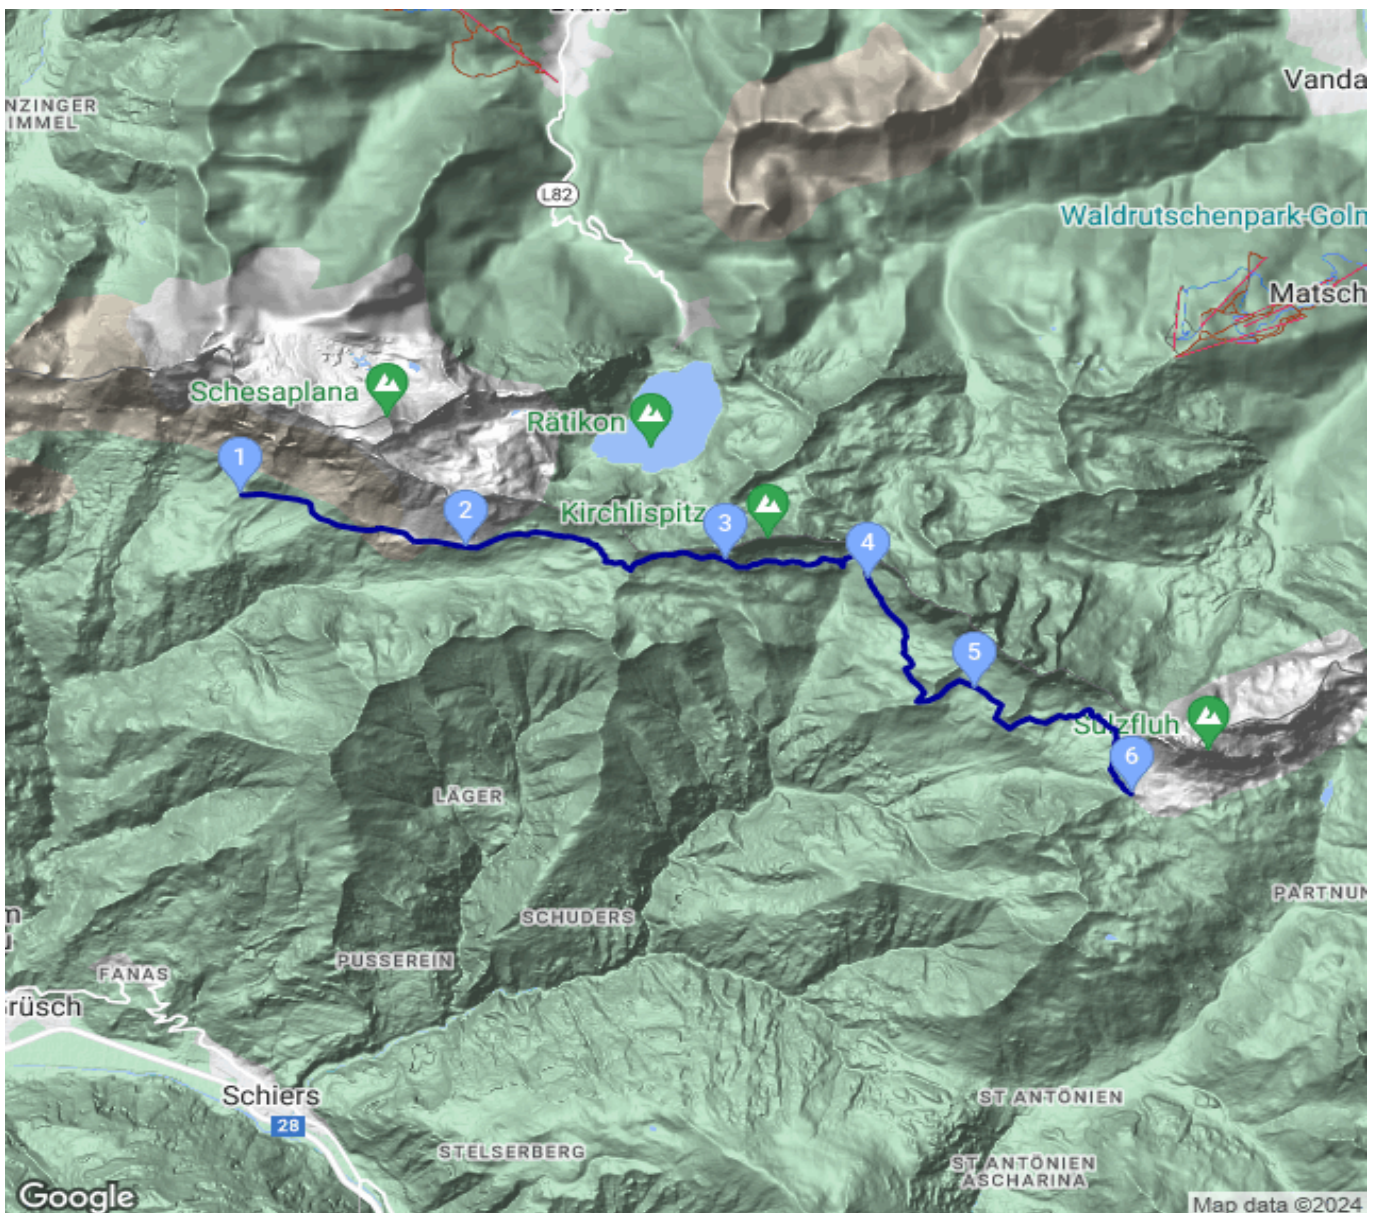 NZINGER
IMMEL
Vanda
L82
Waldrutschenpark-Goln
Matsch
Schesaplana
Rätikon
1
2
Kirchlispitz
3
4
5
Sulzfluh
6
LÄGER
PARTNUN
SCHUDERS
PUSSEREIN
FANAS
rüsch
Schiers
28
ST ANTÖNIEN
STELSERBERG
ST ANTÖNIEN
ASCHARINA
Google
Map data ©2024